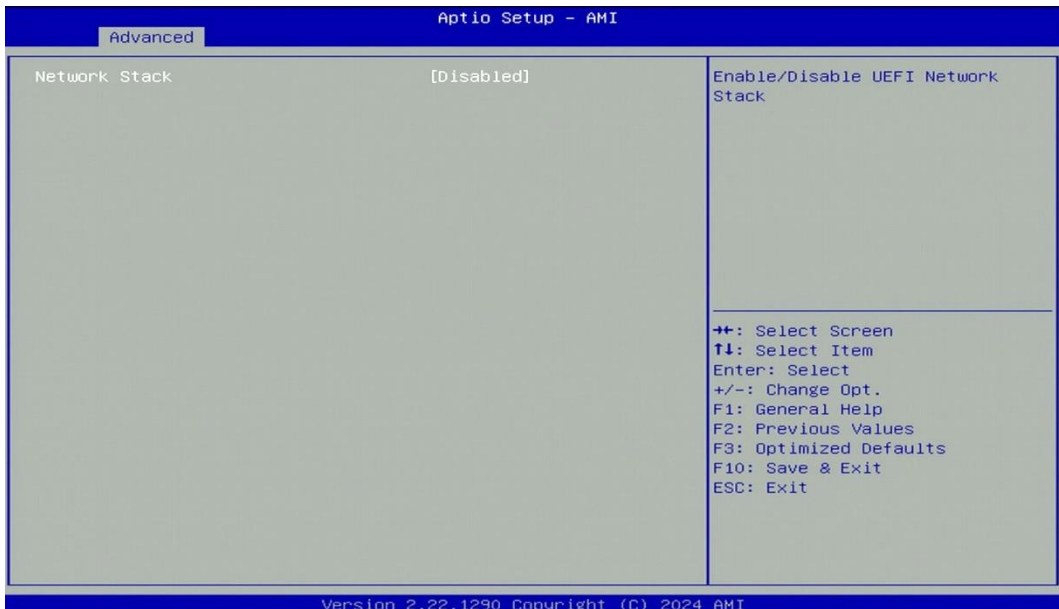 Aptio Setup - AMI
Advanced
Network Stack [Disabled]
Enable/Disable UEFI Network
Stack
→←: Select Screen
↑↓: Select Item
Enter: Select
+/-: Change Opt.
F1: General Help
F2: Previous Values
F3: Optimized Defaults
F10: Save & Exit
ESC: Exit
Version 2.22.1290 Copyright (C) 2024 AMI